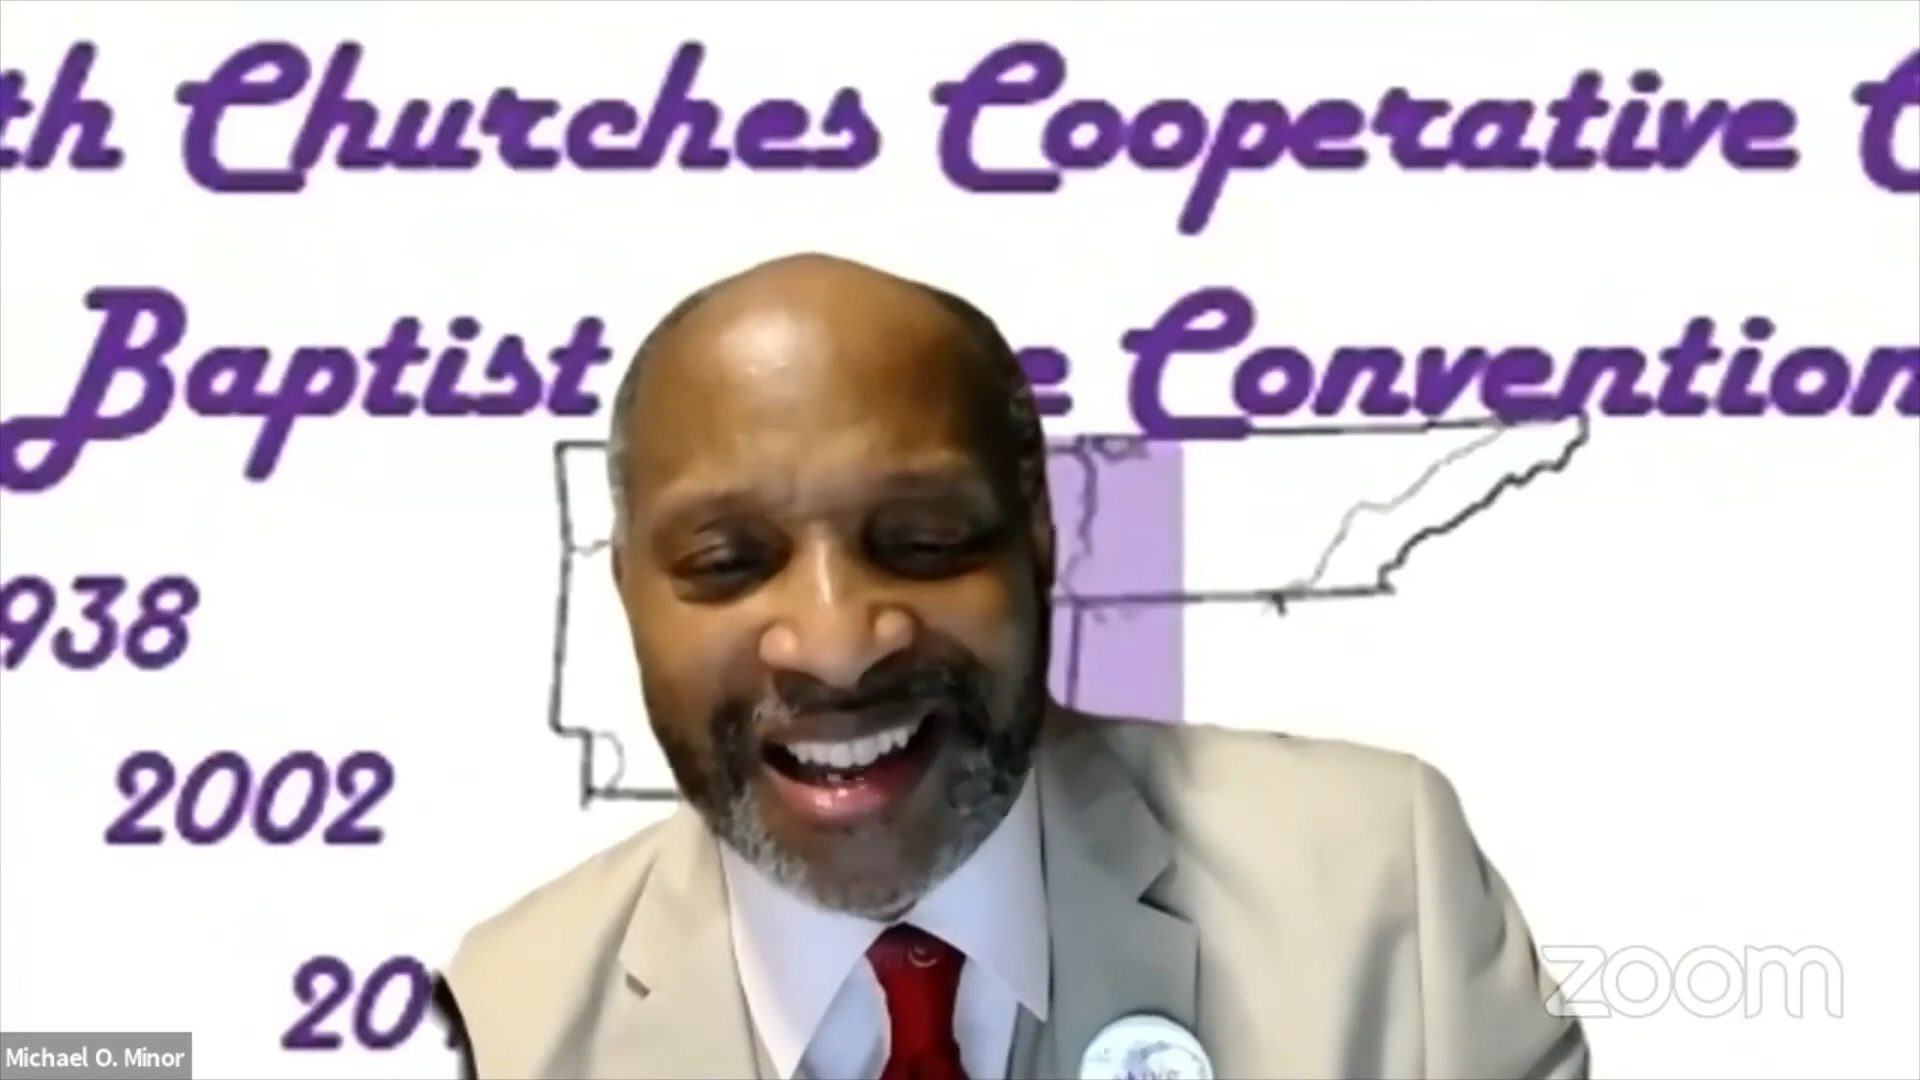 th Churches Cooperative C
Baptist e Convention
938
2002
20
zoom
Michael O. Minor